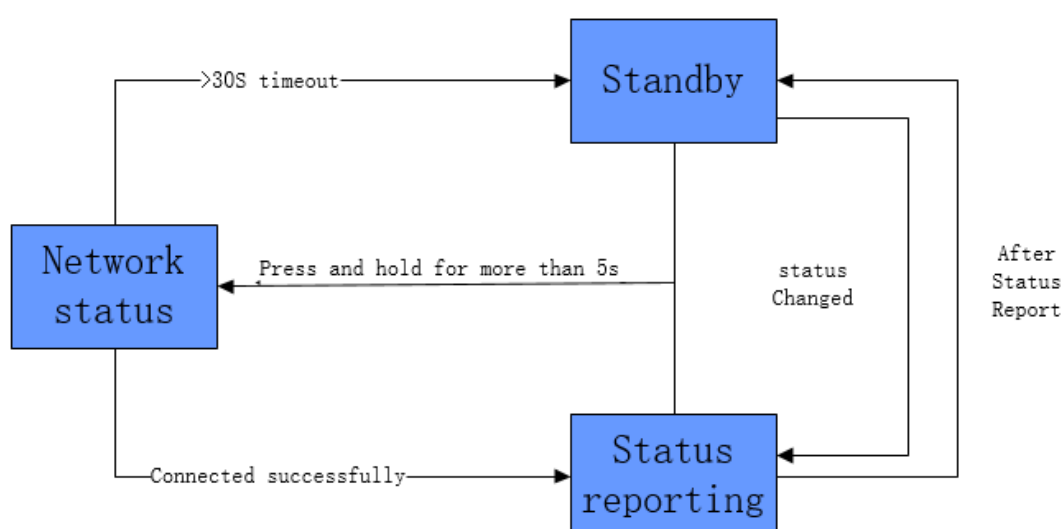 >30S timeout
Standby
Network
status
Press and hold for more than 5s
status
Changed
After
Status
Report
Connected successfully
Status
reporting